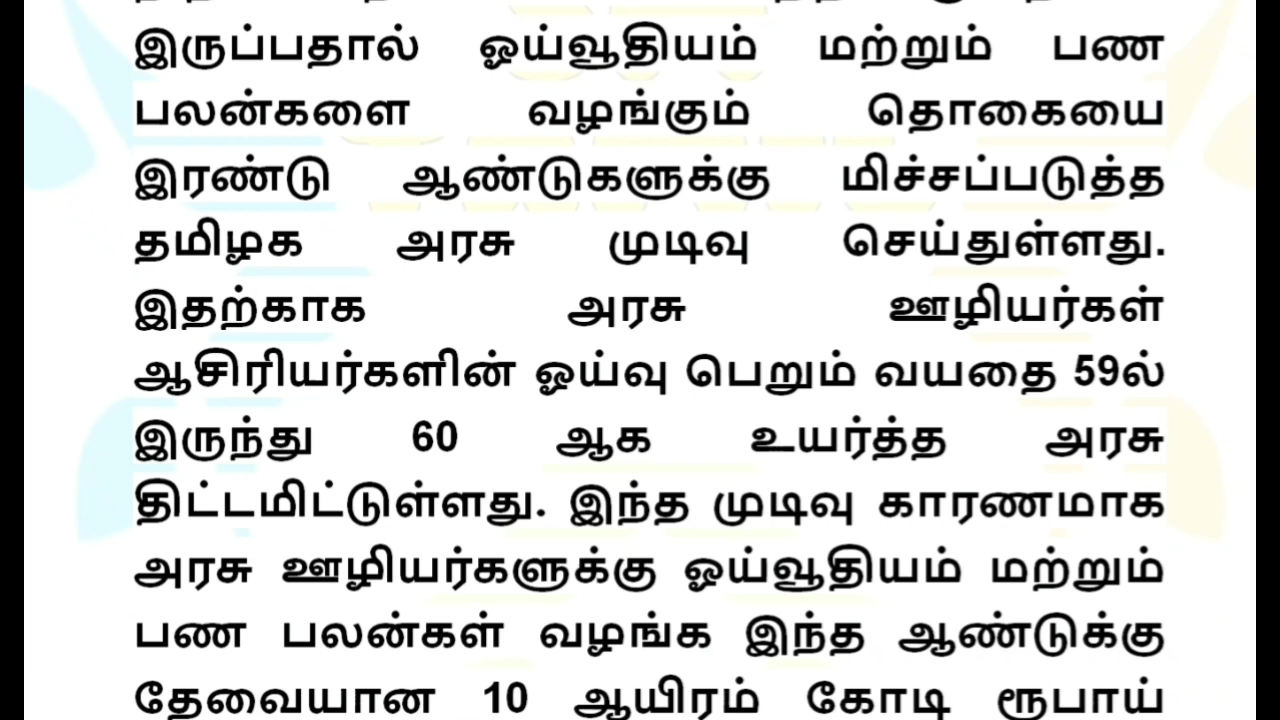 இருப்பதால் ஓய்வூதியம் மற்றும் பண
பலன்களை வழங்கும் தொகையை
இரண்டு ஆண்டுகளுக்கு மிச்சப்படுத்த
தமிழக அரசு முடிவு செய்துள்ளது.
இதற்காக அரசு ஊழியர்கள்
ஆசிரியர்களின் ஓய்வு பெறும் வயதை 59ல்
இருந்து 60 ஆக உயர்த்த அரசு
திட்டமிட்டுள்ளது. இந்த முடிவு காரணமாக
அரசு ஊழியர்களுக்கு ஓய்வூதியம் மற்றும்
பண பலன்கள் வழங்க இந்த ஆண்டுக்கு
தேவையான 10 ஆயிரம் கோடி ரூபாய்